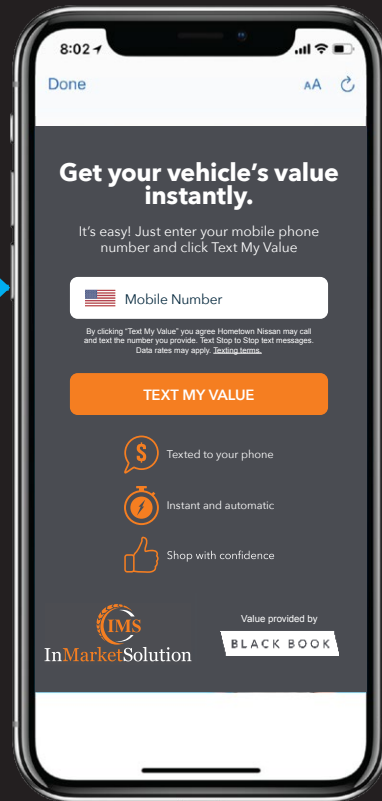 8:02
Done
AA
Get your vehicle's value
instantly.
It's easy! Just enter your mobile phone
number and click Text My Value
Mobile Number
By clicking "Text My Value" you agree Hometown Nissan may call
and text the number you provide. Text Stop to Stop text messages.
Data rates may apply. Texting terms.
TEXT MY VALUE
$
Texted to your phone
Instant and automatic
Shop with confidence
IMS
InMarketSolution
Value provided by
BLACK BOOK